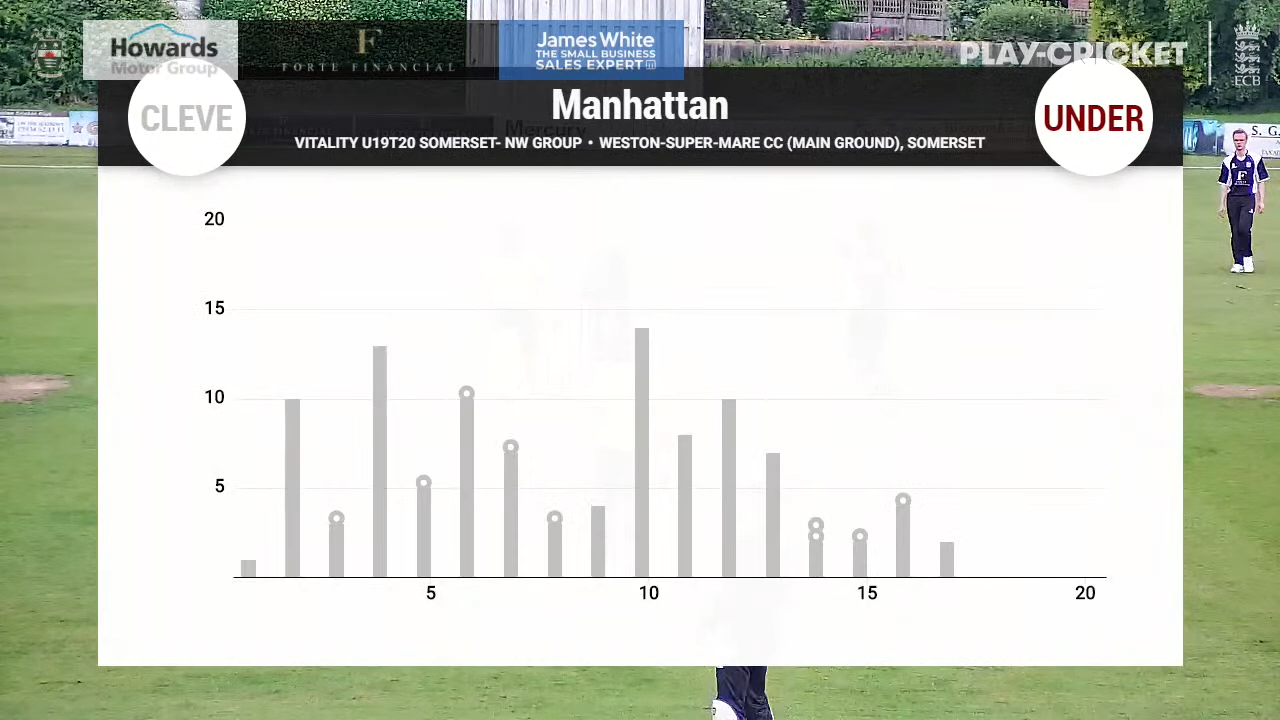 Howards
Motor Group
F
FORTE FINANCIAL
James White
THE SMALL BUSINESS
SALES EXPERT
PLAY-CRICKET
ECB
CLEVE
Manhattan
UNDER
VITALITY U19T20 SOMERSET- NW GROUP • WESTON-SUPER-MARE CC (MAIN GROUND), SOMERSET
S. G.
20
15
10
5
5
10
15
20